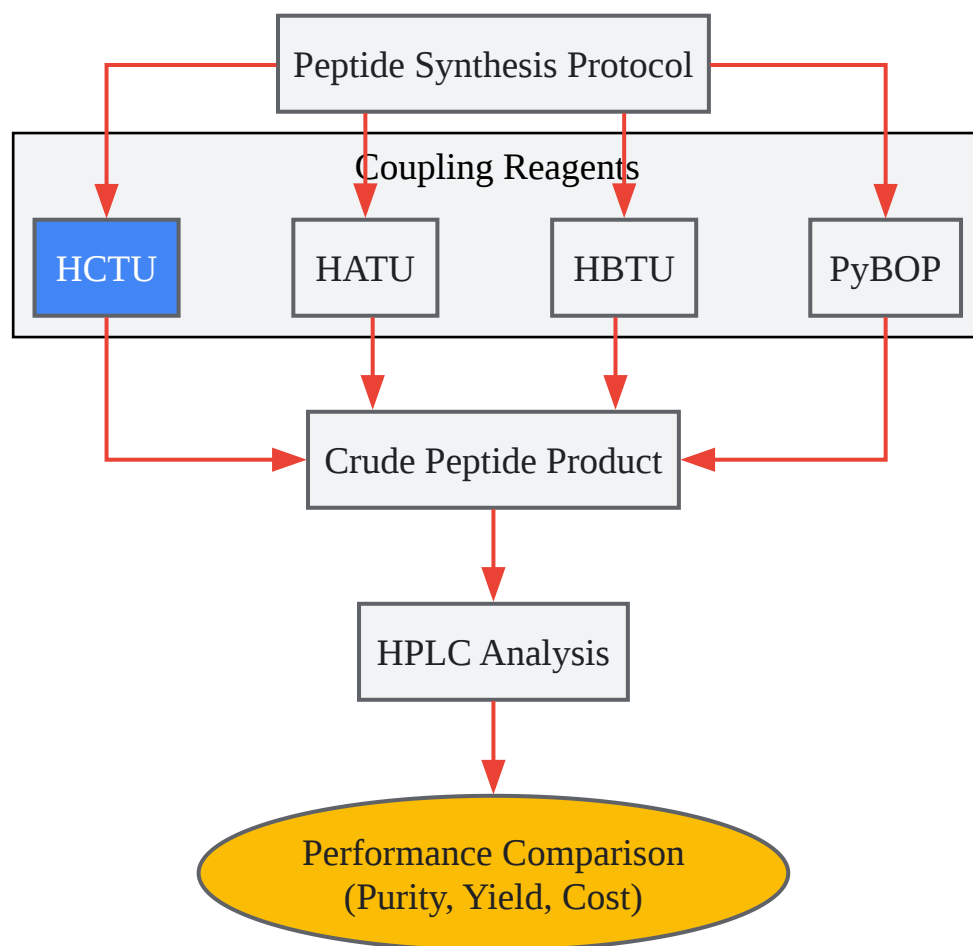 Peptide Synthesis Protocol
Coupling Reagents
HCTU
HATU
HBTU
PyBOP
Crude Peptide Product
HPLC Analysis
Performance Comparison
(Purity, Yield, Cost)